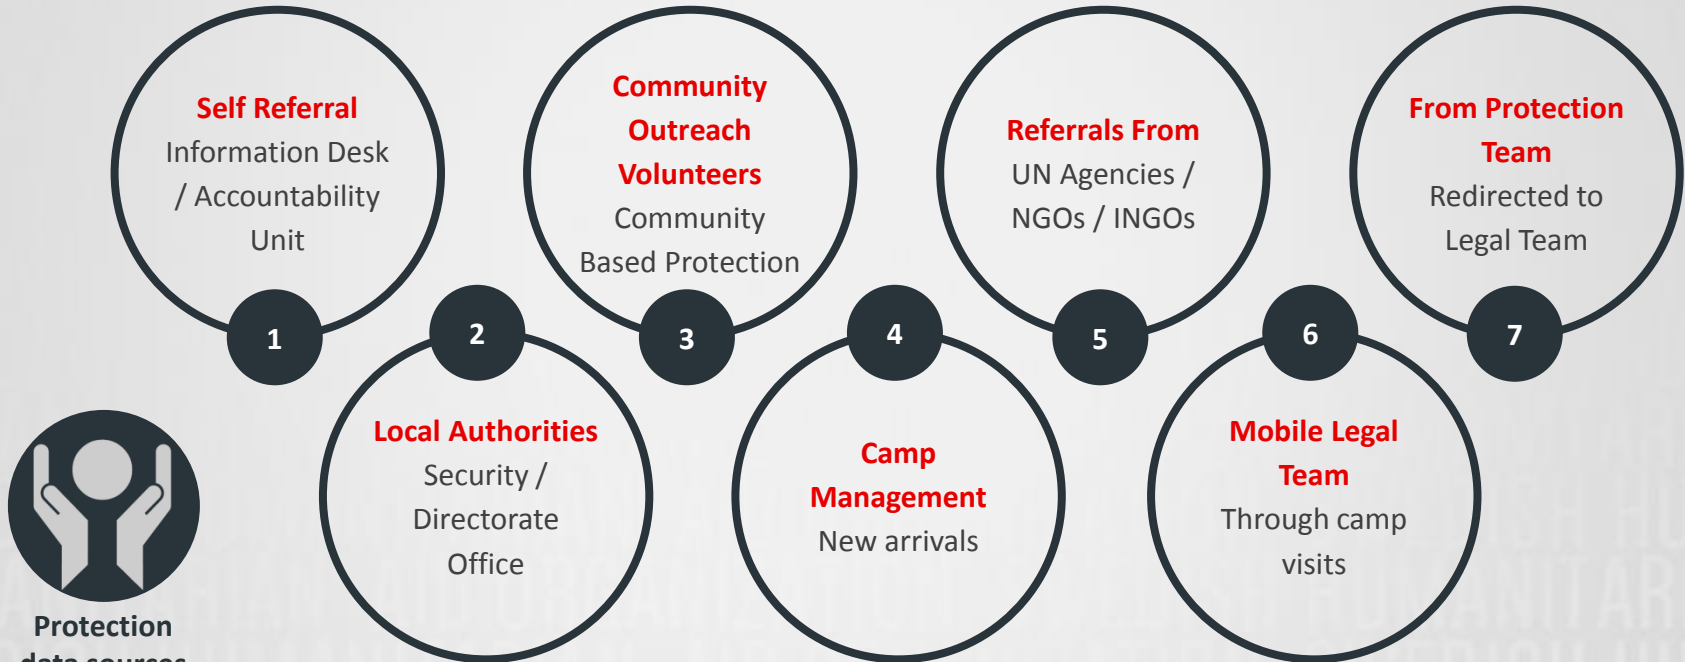 Self Referral
Information Desk
/ Accountability
Unit
1
2
Local Authorities
Security /
Directorate
Office
Community
Outreach
Volunteers
Community
Based Protection
3
4
Camp
Management
New arrivals
Referrals From
UN Agencies /
NGOs / INGOs
5
6
Mobile Legal
Team
Through camp
visits
From Protection
Team
Redirected to
Legal Team
7
Protection
data sources